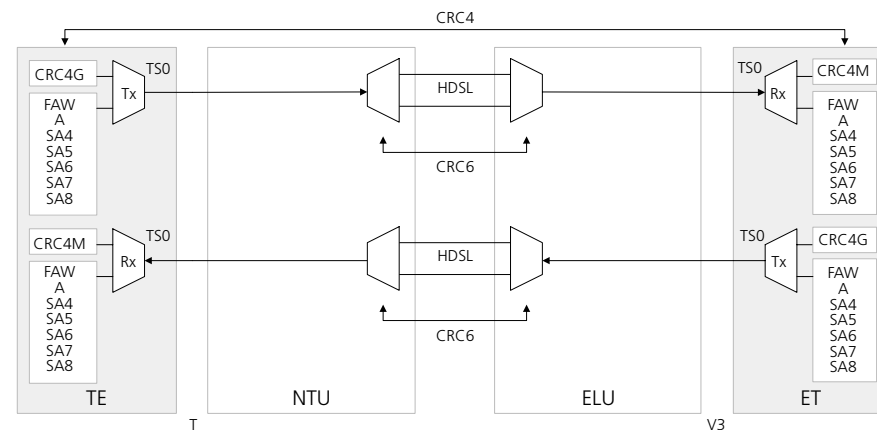 CRC4
CRC4G
TS0
Tx
FAW
A
SA4
SA5
SA6
SA7
SA8
HDSL
CRC6
TS0
CRC4M
Rx
FAW
A
SA4
SA5
SA6
SA7
SA8
CRC4M
TS0
Rx
FAW
A
SA4
SA5
SA6
SA7
SA8
HDSL
CRC6
TS0
CRC4G
Tx
FAW
A
SA4
SA5
SA6
SA7
SA8
TE
NTU
ELU
ET
T
V3